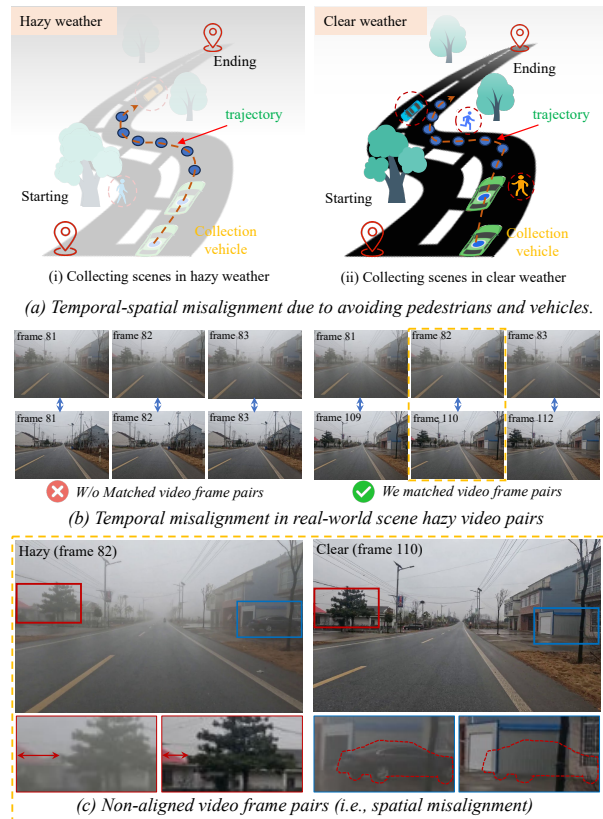 Hazy weather
Ending
trajectory
Starting
Collection
vehicle
(i) Collecting scenes in hazy weather
Clear weather
Ending
trajectory
Starting
Collection
vehicle
(ii) Collecting scenes in clear weather
(a) Temporal-spatial misalignment due to avoiding pedestrians and vehicles.
frame 81 frame 82 frame 83
frame 81 frame 82 frame 83
W/o Matched video frame pairs
frame 81 frame 82 frame 83
frame 109 frame 110 frame 112
We matched video frame pairs
(b) Temporal misalignment in real-world scene hazy video pairs
Hazy (frame 82)
Clear (frame 110)
(c) Non-aligned video frame pairs (i.e., spatial misalignment)